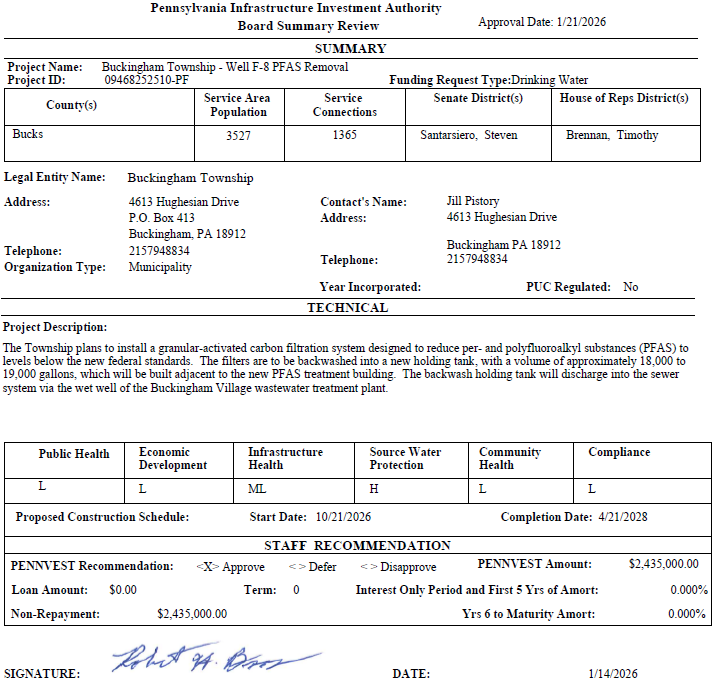 Pennsylvania Infrastructure Investment Authority
Board Summary Review
Approval Date: 1/21/2026
SUMMARY
Project Name: Buckingham Township - Well F-8 PFAS Removal
Project ID: 09468252510-PF Funding Request Type:Drinking Water
County(s) Service Area Population Service Connections Senate District(s) House of Reps District(s)
Bucks 3527 1365 Santarsiero, Steven Brennan, Timothy
Legal Entity Name: Buckingham Township
Address: 4613 Hughesian Drive
P.O. Box 413
Buckingham, PA 18912
Telephone: 2157948834
Organization Type: Municipality
Contact's Name: Jill Pistory
Address: 4613 Hughesian Drive
Buckingham PA 18912
Telephone: 2157948834
Year Incorporated: PUC Regulated: No
TECHNICAL
Project Description:
The Township plans to install a granular-activated carbon filtration system designed to reduce per- and polyfluoroalkyl substances (PFAS) to
levels below the new federal standards. The filters are to be backwashed into a new holding tank, with a volume of approximately 18,000 to
19,000 gallons, which will be built adjacent to the new PFAS treatment building. The backwash holding tank will discharge into the sewer
system via the wet well of the Buckingham Village wastewater treatment plant.
Public Health Economic Development Infrastructure Health Source Water Protection Community Health Compliance
L L ML H L L
Proposed Construction Schedule: Start Date: 10/21/2026 Completion Date: 4/21/2028
STAFF RECOMMENDATION
PENNVEST Recommendation: <X> Approve < > Defer < > Disapprove PENNVEST Amount: $2,435,000.00
Loan Amount: $0.00 Term: 0 Interest Only Period and First 5 Yrs of Amort: 0.000%
Non-Repayment: $2,435,000.00 Yrs 6 to Maturity Amort: 0.000%
SIGNATURE: DATE: 1/14/2026